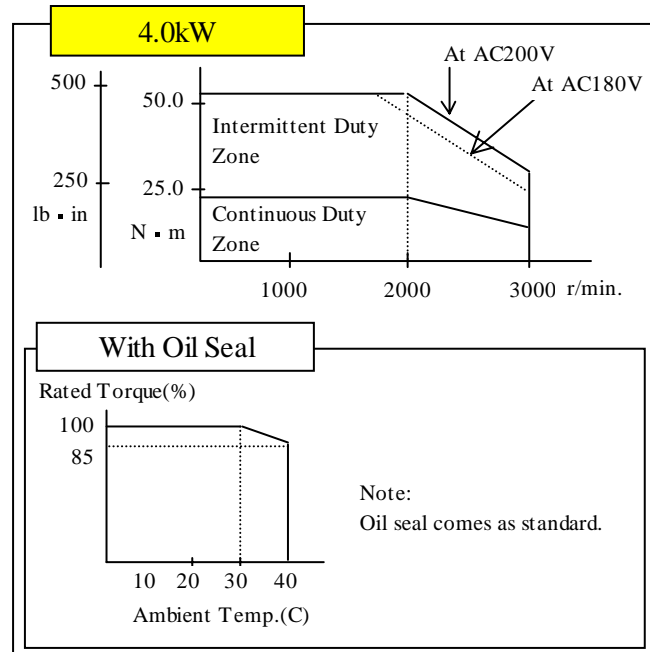 4.0kW
At AC200V
At AC180V
500
250
lb▪in
50.0
25.0
N▪m
Intermittent Duty
Zone
Continuous Duty
Zone
1000 2000 3000 r/min.
With Oil Seal
Rated Torque(%)
100
85
10 20 30 40
Ambient Temp.(C)
Note:
Oil seal comes as standard.